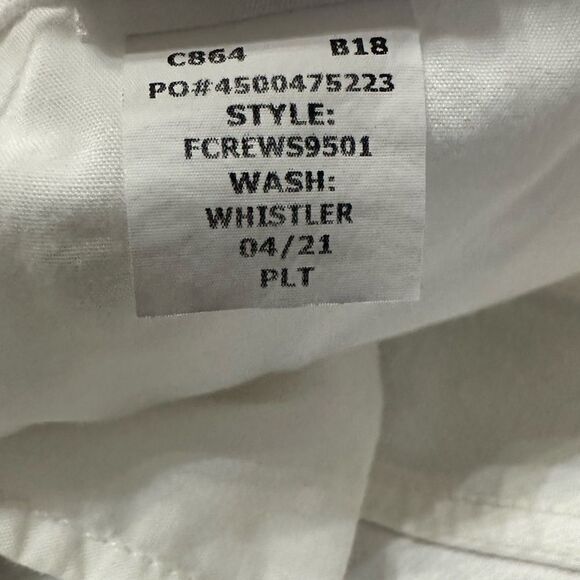 C864 B18
PO#4500475223
STYLE:
FCREWS9501
WASH:
WHISTLER
04/21
PLT